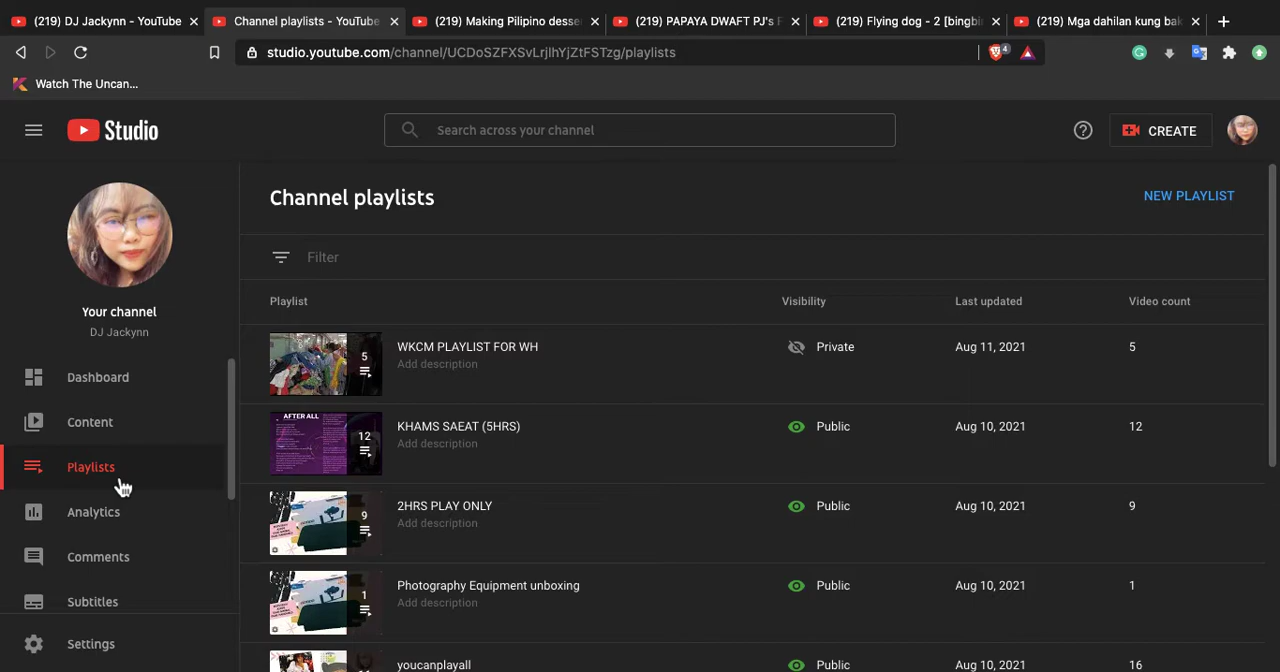 (219) DJ Jackynn - YouTube
Channel playlists - YouTube
(219) Making Pilipino desse
(219) PAPAYA DWAFT PJ's F
(219) Flying dog - 2 [bingbin
(219) Mga dahilan kung bak
studio.youtube.com/channel/UCDoSZFXSvLrjlhYjZtFSTzg/playlists
4
Watch The Uncan...
Studio
Search across your channel
CREATE
Channel playlists
NEW PLAYLIST
Filter
Your channel
DJ Jackynn
Dashboard
Content
Playlists
Analytics
Comments
Subtitles
Settings
Playlist
Visibility
Last updated
Video count
5
WKCM PLAYLIST FOR WH
Add description
Private
Aug 11, 2021
5
AFTER ALL
12
KHAMS SAEAT (5HRS)
Add description
Public
Aug 10, 2021
12
9
2HRS PLAY ONLY
Add description
Public
Aug 10, 2021
9
1
Photography Equipment unboxing
Add description
Public
Aug 10, 2021
1
youcanplayall
Public
Aug 10, 2021
16